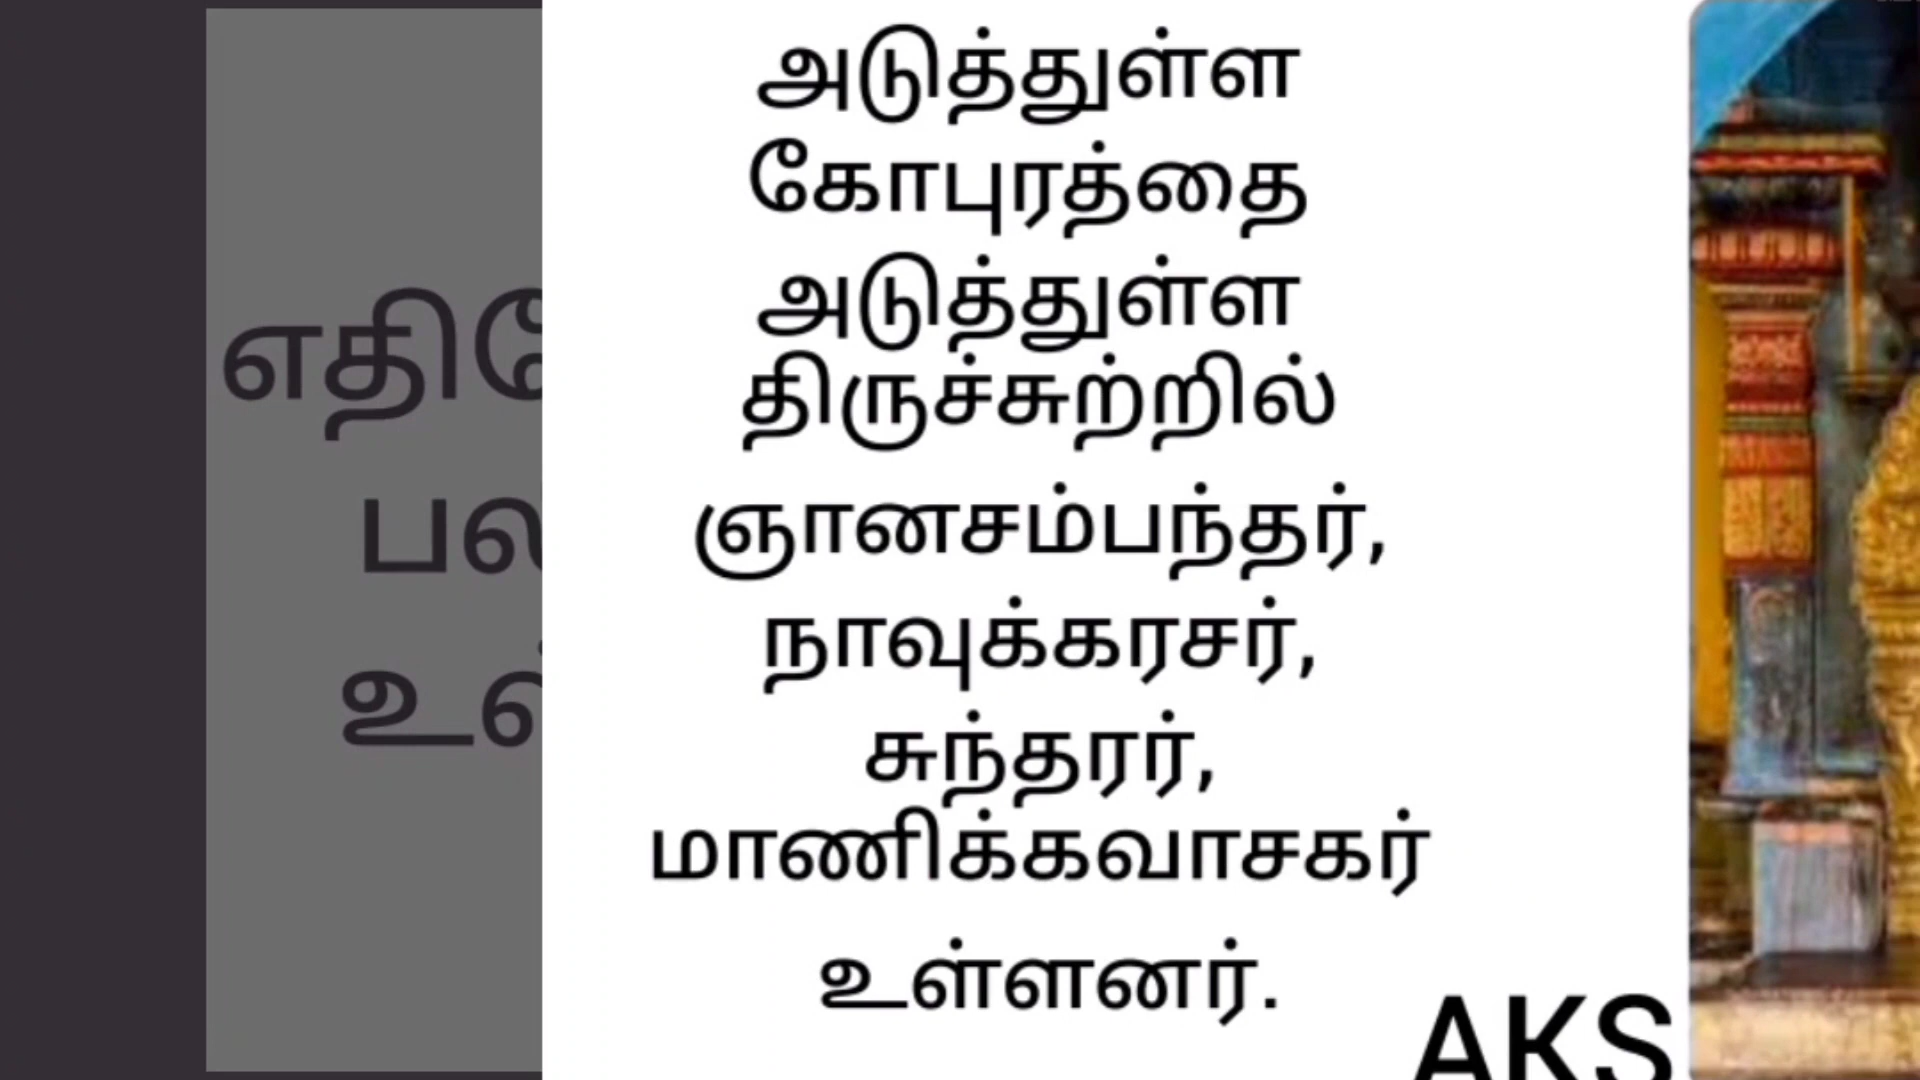 அடுத்துள்ள
கோபுரத்தை
அடுத்துள்ள
திருச்சுற்றில்
ஞானசம்பந்தர்,
நாவுக்கரசர்,
சுந்தரர்,
மாணிக்கவாசகர்
உள்ளனர்.
AKS